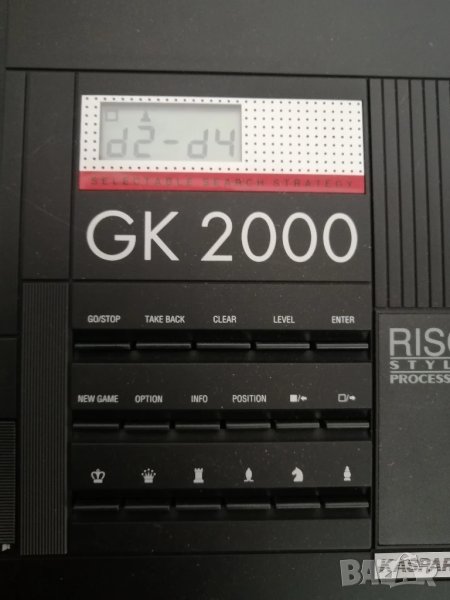 d2-d4
SELECTABLE SEARCH STRATEGY
GK 2000
GO/STOP TAKE BACK CLEAR LEVEL ENTER
RISC
STYL
PROCESS
NEW GAME OPTION INFO POSITION
KASPAR
BAZAR